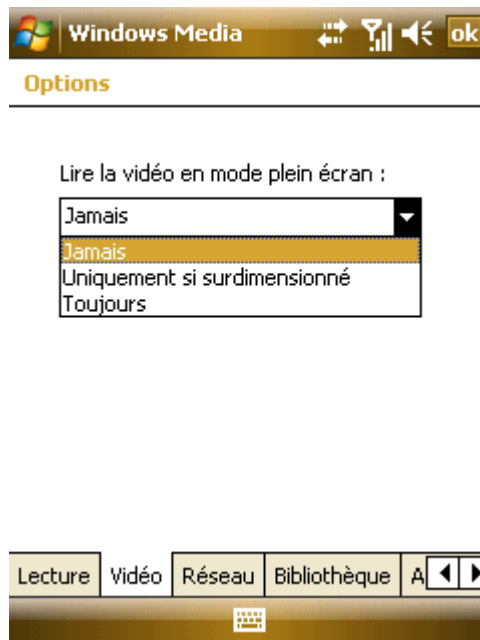 Windows Media ok
Options
Lire la vidéo en mode plein écran :
Jamais
Jamais
Uniquement si surdimensionné
Toujours
Lecture Vidéo Réseau Bibliothèque A